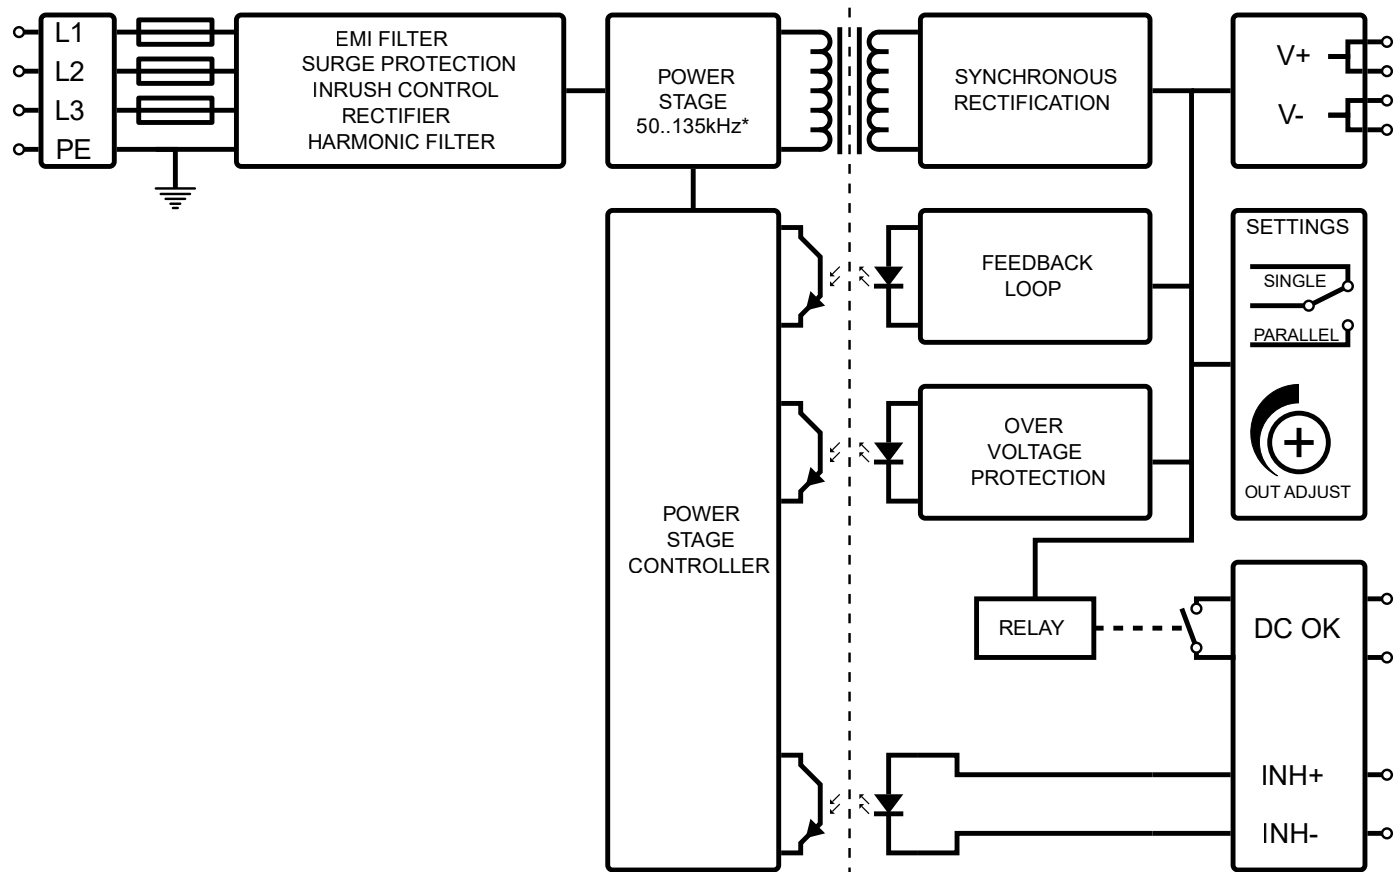 L1
L2
L3
PE
EMI FILTER
SURGE PROTECTION
INRUSH CONTROL
RECTIFIER
HARMONIC FILTER
POWER
STAGE
50..135kHz*
SYNCHRONOUS
RECTIFICATION
V+
V-
POWER
STAGE
CONTROLLER
FEEDBACK
LOOP
OVER
VOLTAGE
PROTECTION
SETTINGS
SINGLE
PARALLEL
OUT ADJUST
RELAY
DC OK
INH+
INH-